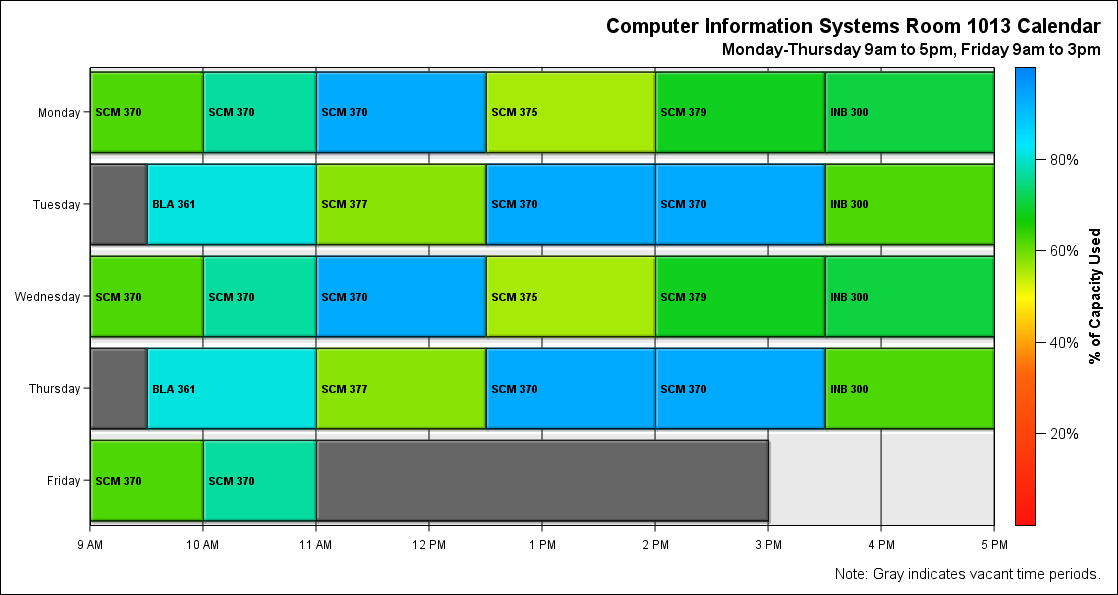 Computer Information Systems Room 1013 Calendar
Monday-Thursday 9am to 5pm, Friday 9am to 3pm
Monday SCM 370 SCM 370 SCM 370 SCM 375 SCM 379 INB 300
80%
Tuesday BLA 361 SCM 377 SCM 370 SCM 370 INB 300
60%
Wednesday SCM 370 SCM 370 SCM 370 SCM 375 SCM 379 INB 300
% of Capacity Used
40%
Thursday BLA 361 SCM 377 SCM 370 SCM 370 INB 300
20%
Friday SCM 370 SCM 370
9 AM 10 AM 11 AM 12 PM 1 PM 2 PM 3 PM 4 PM 5 PM
Note: Gray indicates vacant time periods.